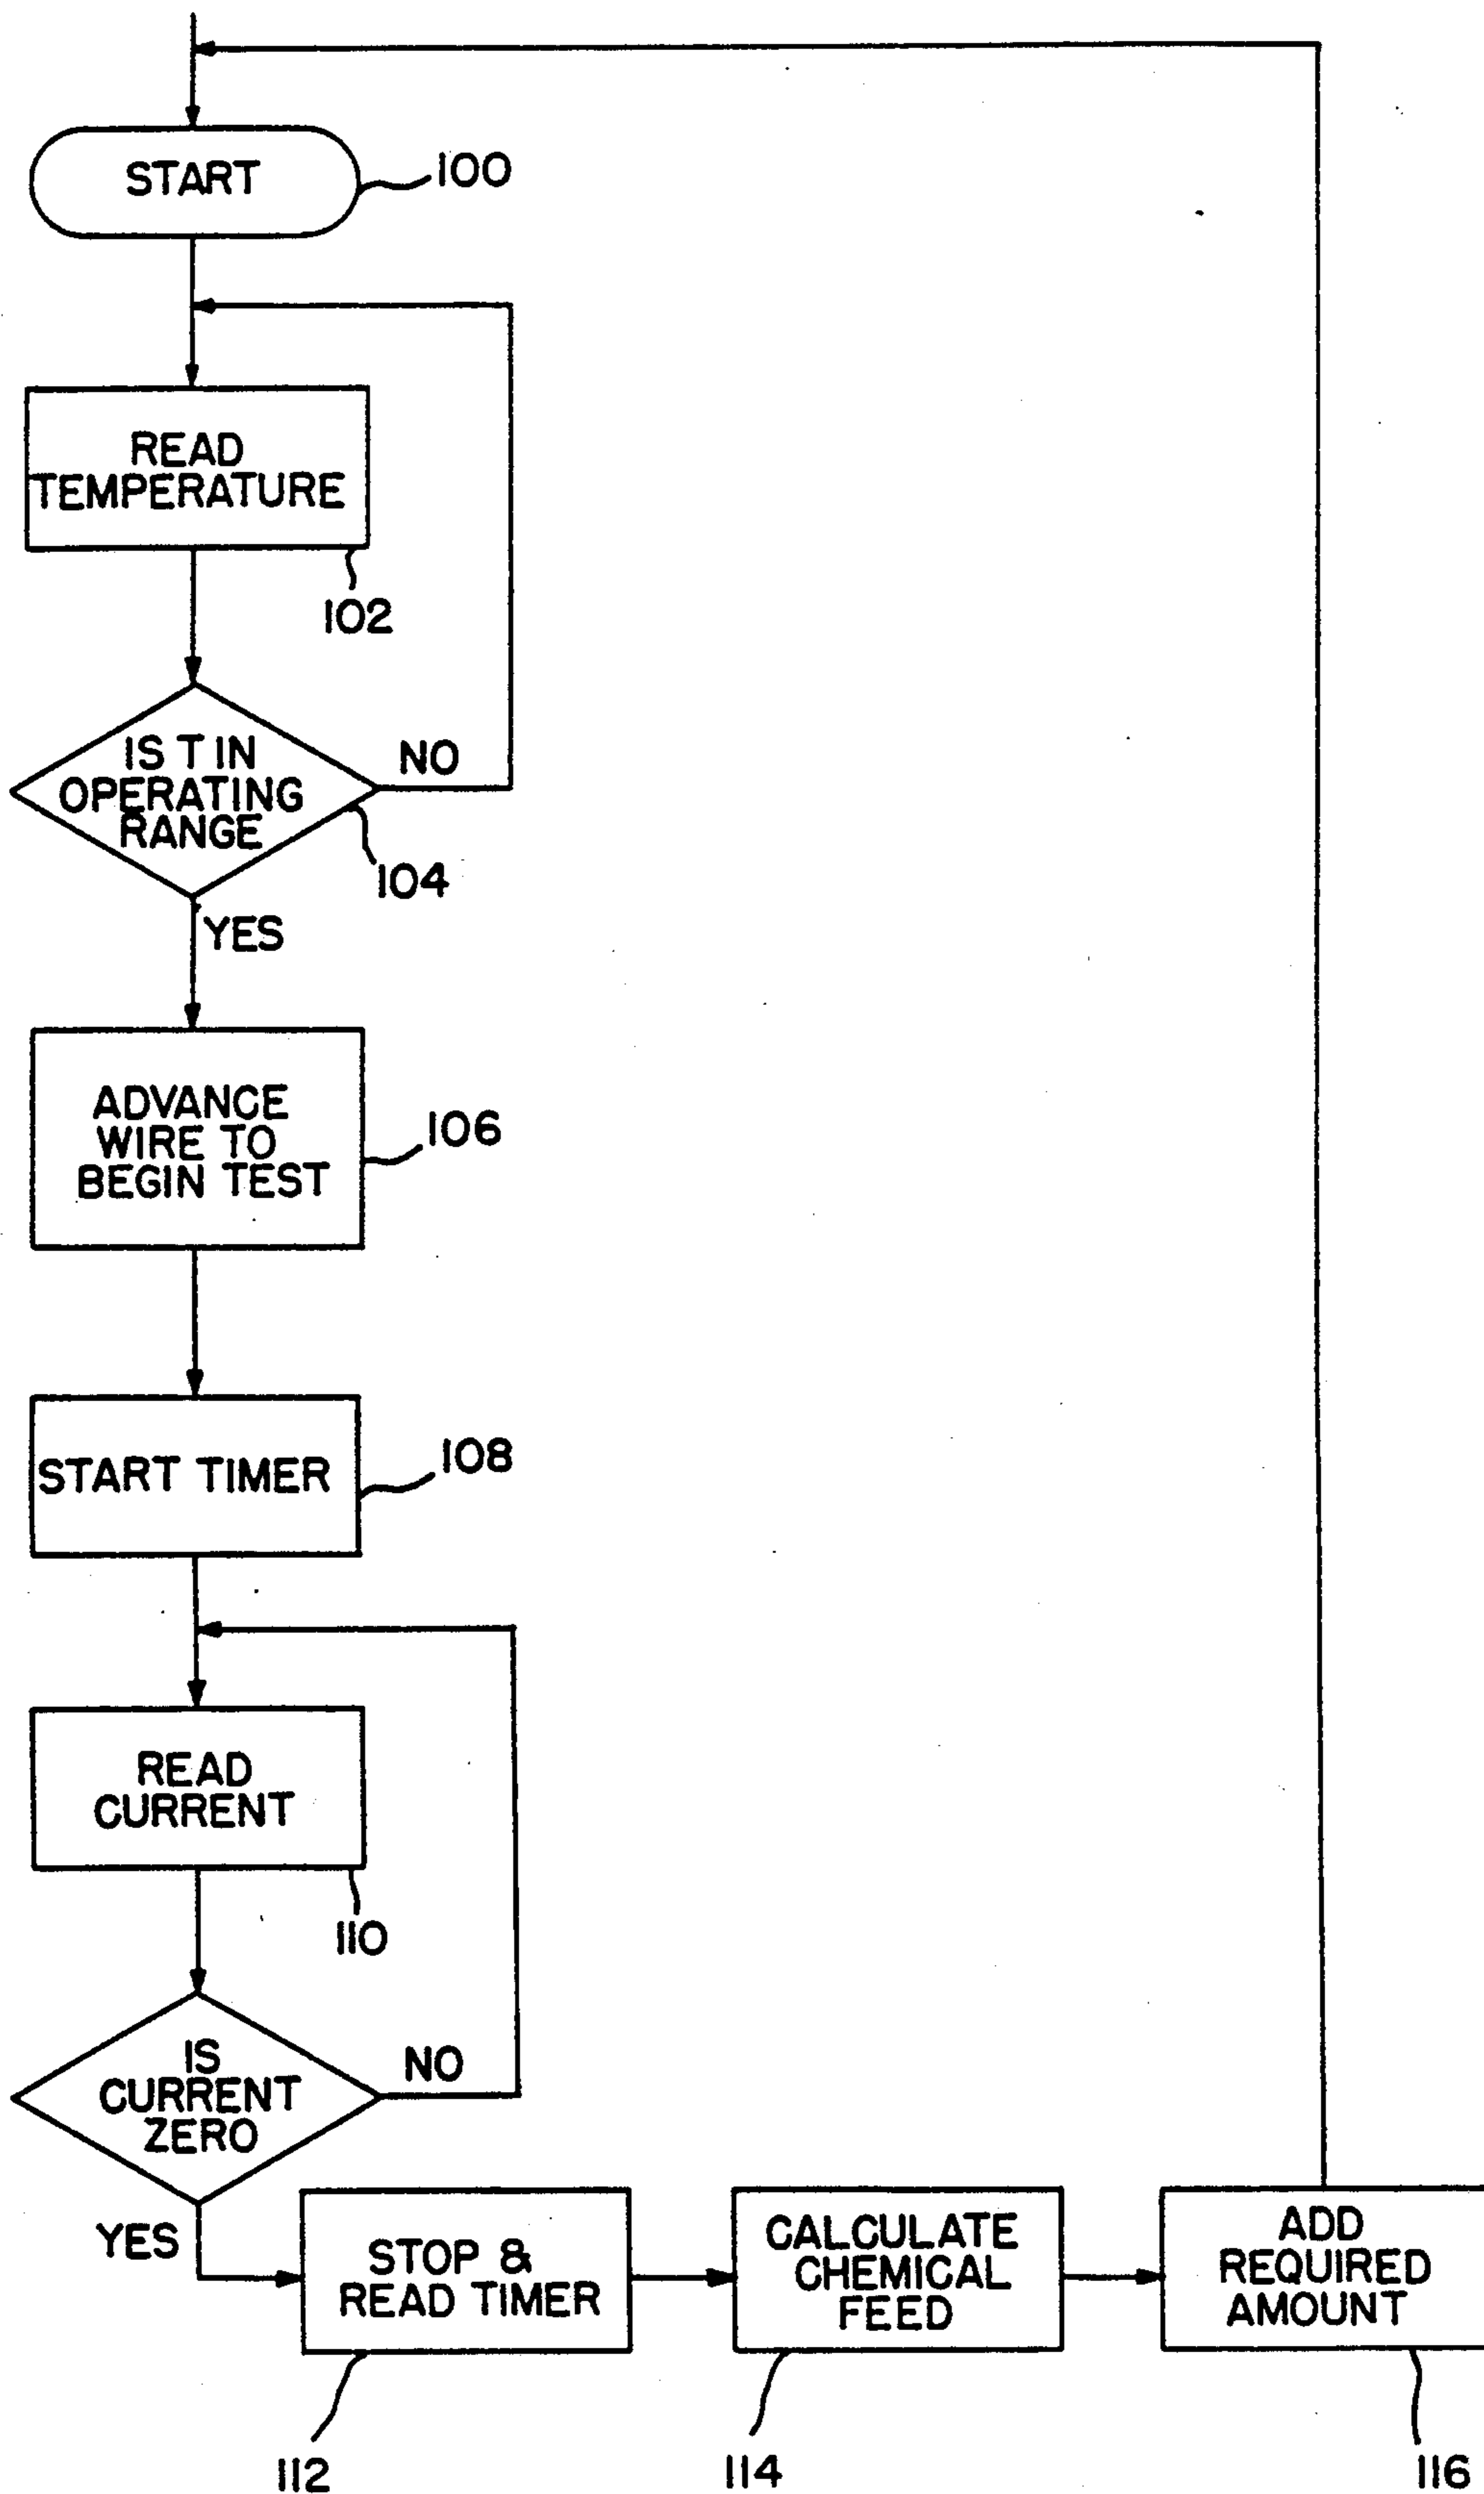 START
100
READ
TEMPERATURE
102
IS T IN
OPERATING
RANGE
NO
104
YES
ADVANCE
WIRE TO
BEGIN TEST
106
START TIMER
108
READ
CURRENT
110
IS
CURRENT
ZERO
NO
YES
STOP &
READ TIMER
112
CALCULATE
CHEMICAL
FEED
114
ADD
REQUIRED
AMOUNT
116